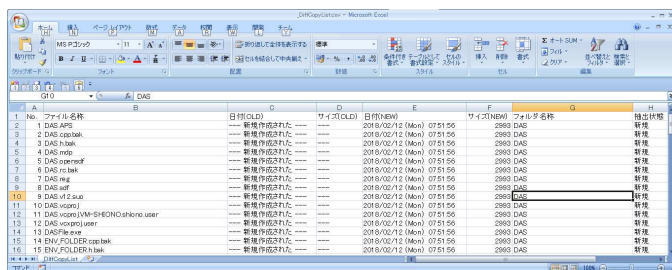 _DiffCopyList.csv - Microsoft Excel
ホーム 挿入 ページ レイアウト 数式 データ 校閲 表示 開発 チーム
MS Pゴシック 11 折り返して全体を表示する 標準 Σ オート SUM
貼り付け B I U セルを結合して中央揃え % 条件付き書式 テーブルとして書式設定 セルのスタイル 挿入 削除 書式 フィル クリア 並べ替えとフィルタ 検索と選択
クリップボード フォント 配置 数値 スタイル セル 編集
G10 fx DAS
A B C D E F G H
1 No. ファイル名称 日付(OLD) サイズ(OLD) 日付(NEW) サイズ(NEW) フォルダ名称 抽出状態
2 1 DAS.APS --- 新規作成された --- --- 2018/02/12 (Mon) 07:51:56 2993 DAS 新規
3 2 DAS.cpp.bak --- 新規作成された --- --- 2018/02/12 (Mon) 07:51:56 2993 DAS 新規
4 3 DAS.h.bak --- 新規作成された --- --- 2018/02/12 (Mon) 07:51:56 2993 DAS 新規
5 4 DAS.mdp --- 新規作成された --- --- 2018/02/12 (Mon) 07:51:56 2993 DAS 新規
6 5 DAS.opensdf --- 新規作成された --- --- 2018/02/12 (Mon) 07:51:56 2993 DAS 新規
7 6 DAS.rc.bak --- 新規作成された --- --- 2018/02/12 (Mon) 07:51:56 2993 DAS 新規
8 7 DAS.reg --- 新規作成された --- --- 2018/02/12 (Mon) 07:51:56 2993 DAS 新規
9 8 DAS.sdf --- 新規作成された --- --- 2018/02/12 (Mon) 07:51:56 2993 DAS 新規
10 9 DAS.v12.suo --- 新規作成された --- --- 2018/02/12 (Mon) 07:51:56 2993 DAS 新規
11 10 DAS.vcproj --- 新規作成された --- --- 2018/02/12 (Mon) 07:51:56 2993 DAS 新規
12 11 DAS.vcproj.VM-SHIONO.shiono.user --- 新規作成された --- --- 2018/02/12 (Mon) 07:51:56 2993 DAS 新規
13 12 DAS.vcxproj.user --- 新規作成された --- --- 2018/02/12 (Mon) 07:51:56 2993 DAS 新規
14 13 DASFile.exe --- 新規作成された --- --- 2018/02/12 (Mon) 07:51:56 2993 DAS 新規
15 14 ENV_FOLDER.cpp.bak --- 新規作成された --- --- 2018/02/12 (Mon) 07:51:56 2993 DAS 新規
16 15 ENV_FOLDER.h.bak --- 新規作成された --- --- 2018/02/12 (Mon) 07:51:56 2993 DAS 新規
_DiffCopyList
コマンド 100%